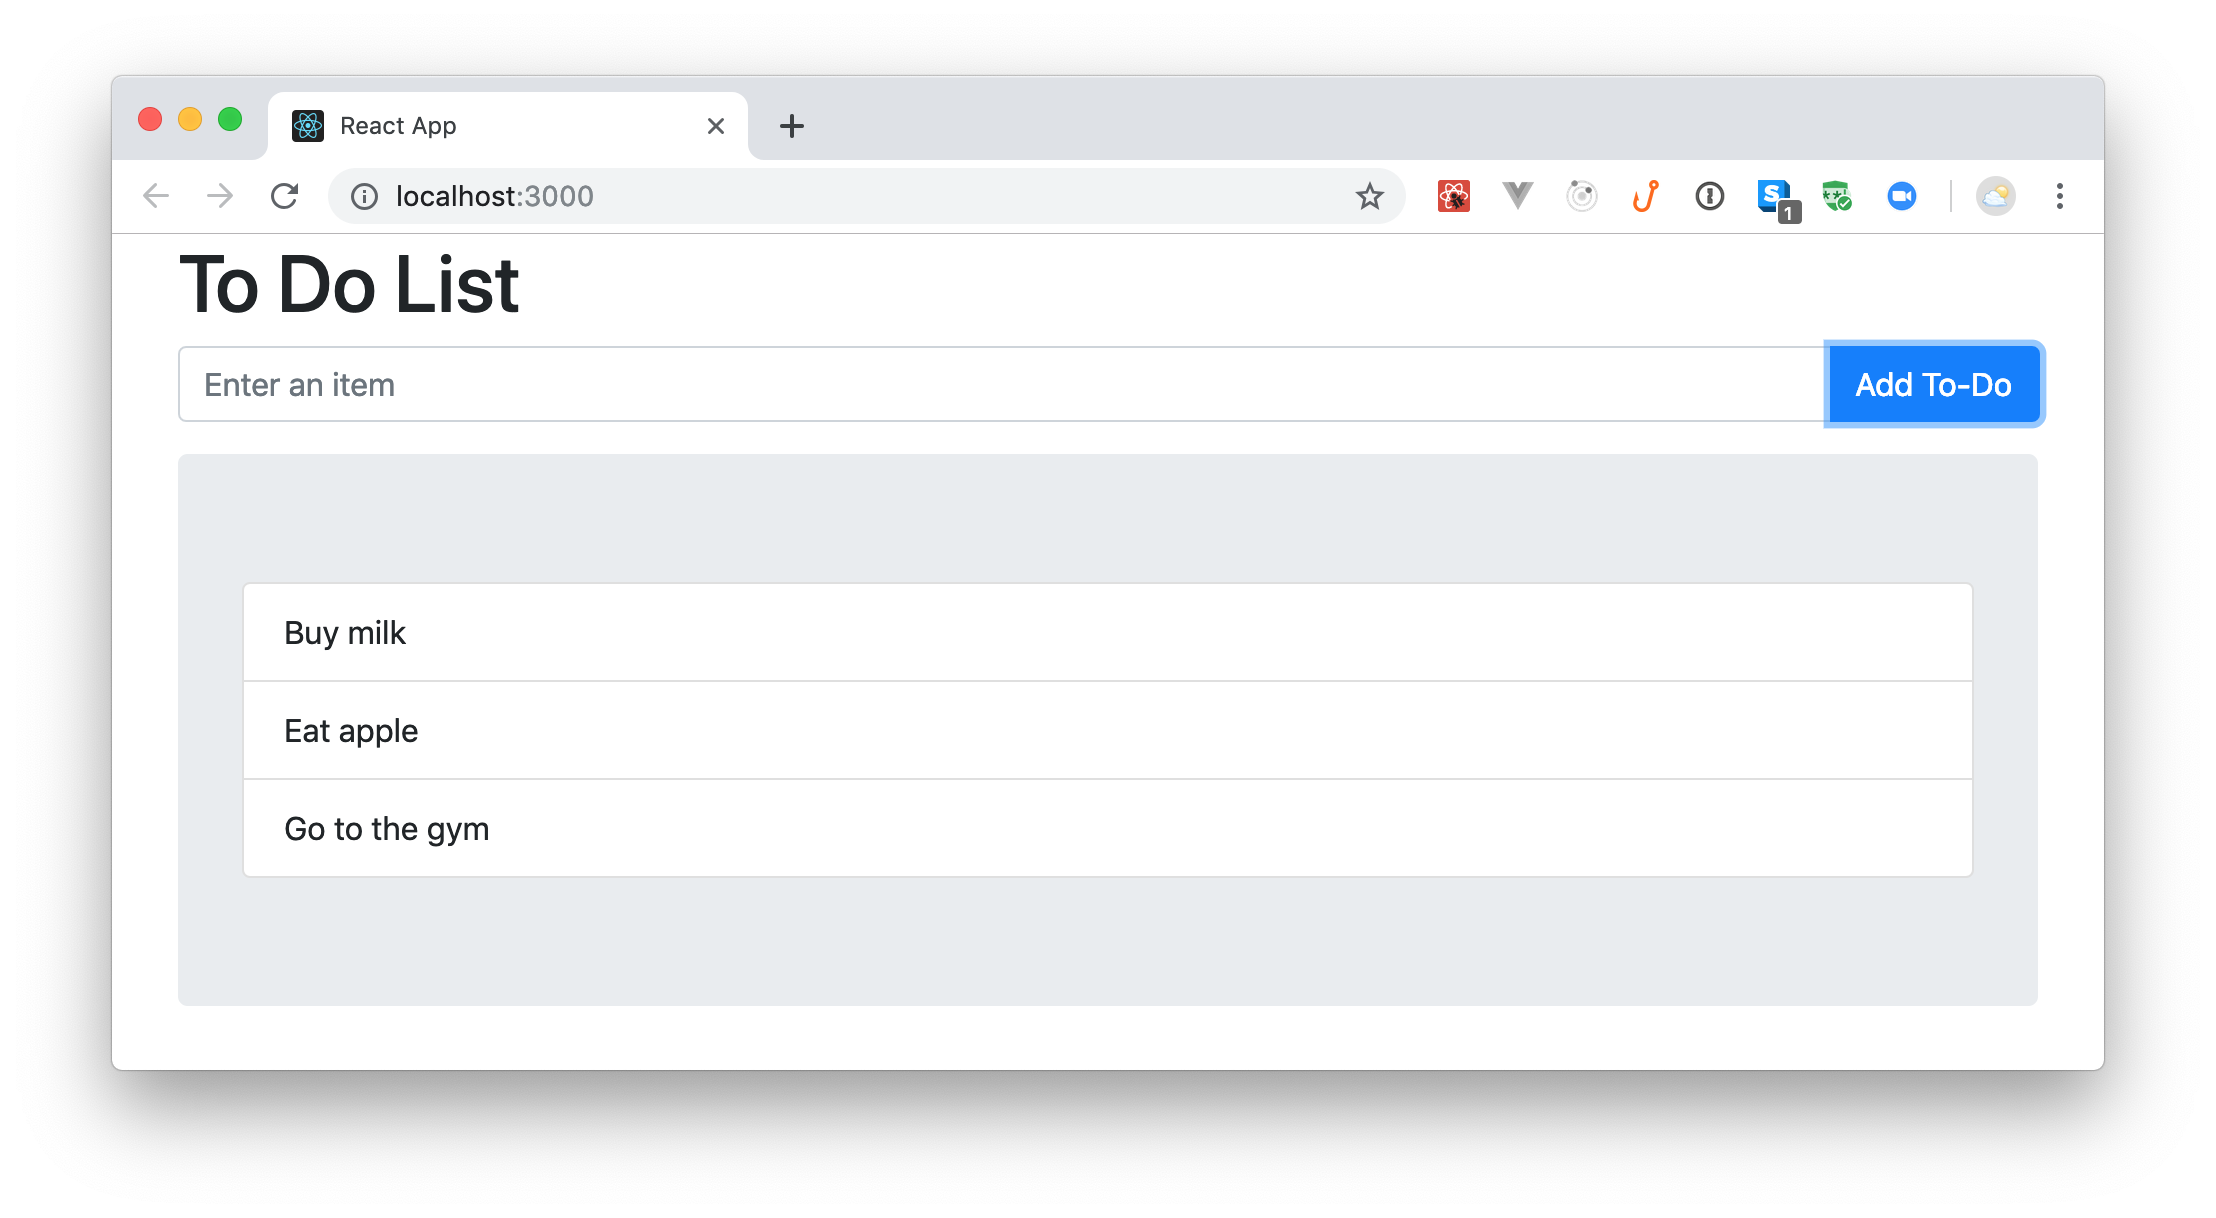 React App
localhost:3000
S
1
To Do List
Enter an item
Add To-Do
Buy milk
Eat apple
Go to the gym